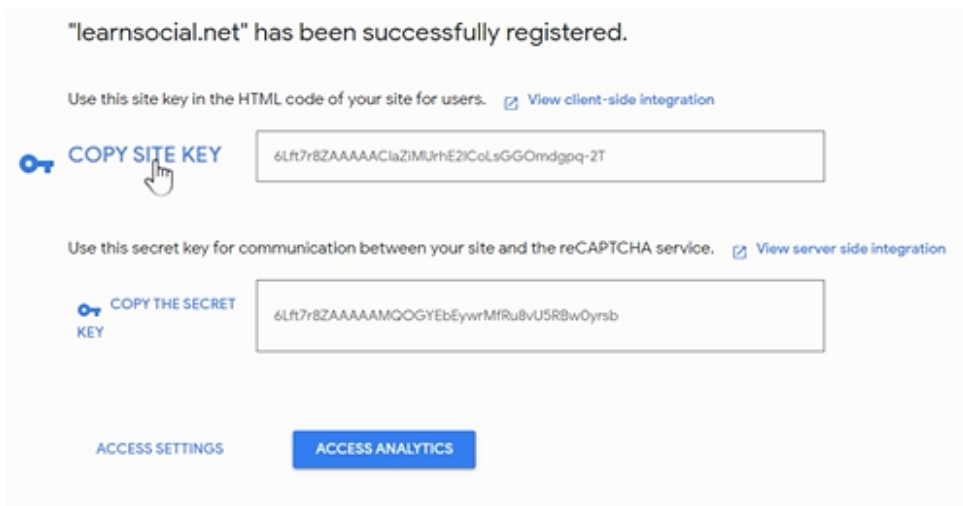 "learnsocial.net" has been successfully registered.
Use this site key in the HTML code of your site for users. View client-side integration
COPY SITE KEY
6Lft7r8ZAAAAAClaZiMUrhE2lCoLsGGOmdgpq-2T
Use this secret key for communication between your site and the reCAPTCHA service. View server side integration
COPY THE SECRET
KEY
6Lft7r8ZAAAAAMQOGYEbEywrMfRu8vU5RBw0yrsb
ACCESS SETTINGS
ACCESS ANALYTICS